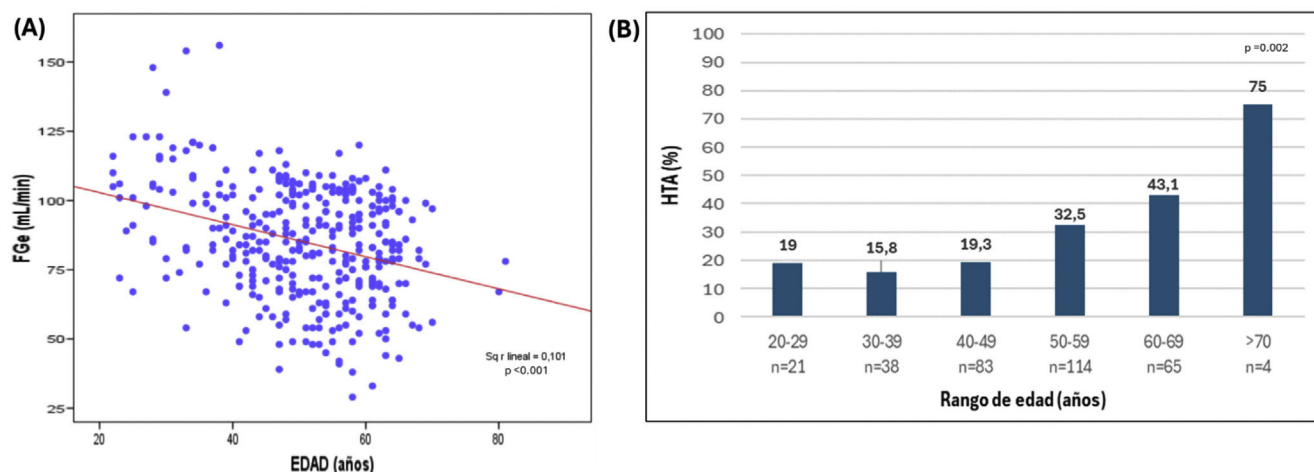 (A)
FGe (mL/min)
150
125
100
75
50
25
20
40
60
80
EDAD (años)
Sq r lineal = 0,101
p <0.001
(B)
HTA (%)
100
90
80
70
60
50
40
30
20
10
0
p =0.002
19
15,8
19,3
32,5
43,1
75
20-29
30-39
40-49
50-59
60-69
>70
n=21
n=38
n=83
n=114
n=65
n=4
Rango de edad (años)